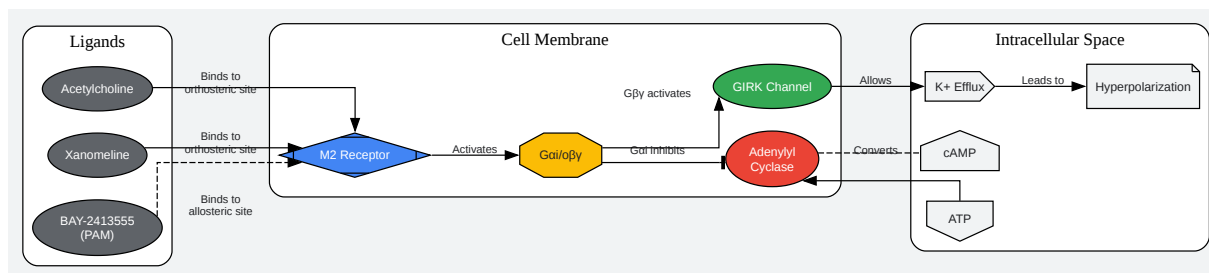 Ligands
Cell Membrane
Intracellular Space
Acetylcholine
Binds to
orthosteric site
Xanomeline
Binds to
orthosteric site
BAY-2413555
(PAM)
Binds to
allosteric site
M2 Receptor
Activates
Gαi/oβγ
Gβγ activates
Gαi inhibits
GIRK Channel
Adenylyl
Cyclase
Allows
K+ Efflux
Leads to
Hyperpolarization
Converts
cAMP
ATP